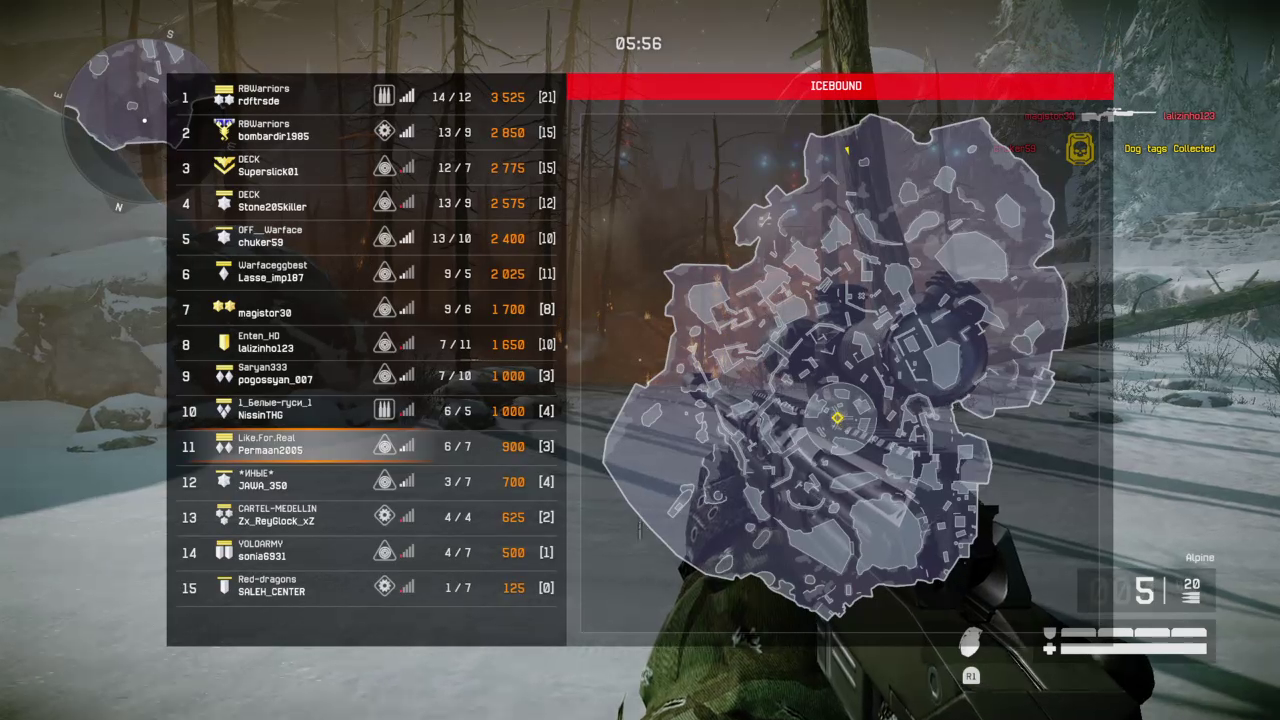 S
E
N
05:56
ICEBOUND
1 RBWarriors rdftrsde 14 / 12 3 525 [21]
2 RBWarriors bombardir1985 13 / 9 2 850 [15]
3 DECK Superslick01 12 / 7 2 775 [15]
4 DECK Stone205killer 13 / 9 2 575 [12]
5 OFF__Warface chuker59 13 / 10 2 400 [10]
6 Warfaceggbest Lasse_imp187 9 / 5 2 025 [11]
7 magistor30 9 / 6 1 700 [8]
8 Enten_HD lalizinho123 7 / 11 1 650 [10]
9 Saryan333 pogossyan_007 7 / 10 1 000 [3]
10 1_Белые-гуси_1 NissinTHG 6 / 5 1 000 [4]
11 Like.For.Real Permaan2005 6 / 7 900 [3]
12 *ИНЫЕ* JAWA_350 3 / 7 700 [4]
13 CARTEL-MEDELLIN Zx_ReyGlock_xZ 4 / 4 625 [2]
14 YOLOARMY sonia6931 4 / 7 500 [1]
15 Red-dragons SALEH_CENTER 1 / 7 125 [0]
magistor30 lalizinho123
Dog-tags Collected
Alpine
005 20
R1